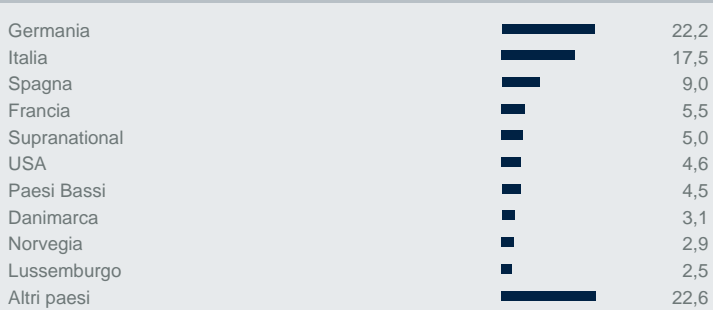 Germania 22,2
Italia 17,5
Spagna 9,0
Francia 5,5
Supranational 5,0
USA 4,6
Paesi Bassi 4,5
Danimarca 3,1
Norvegia 2,9
Lussemburgo 2,5
Altri paesi 22,6